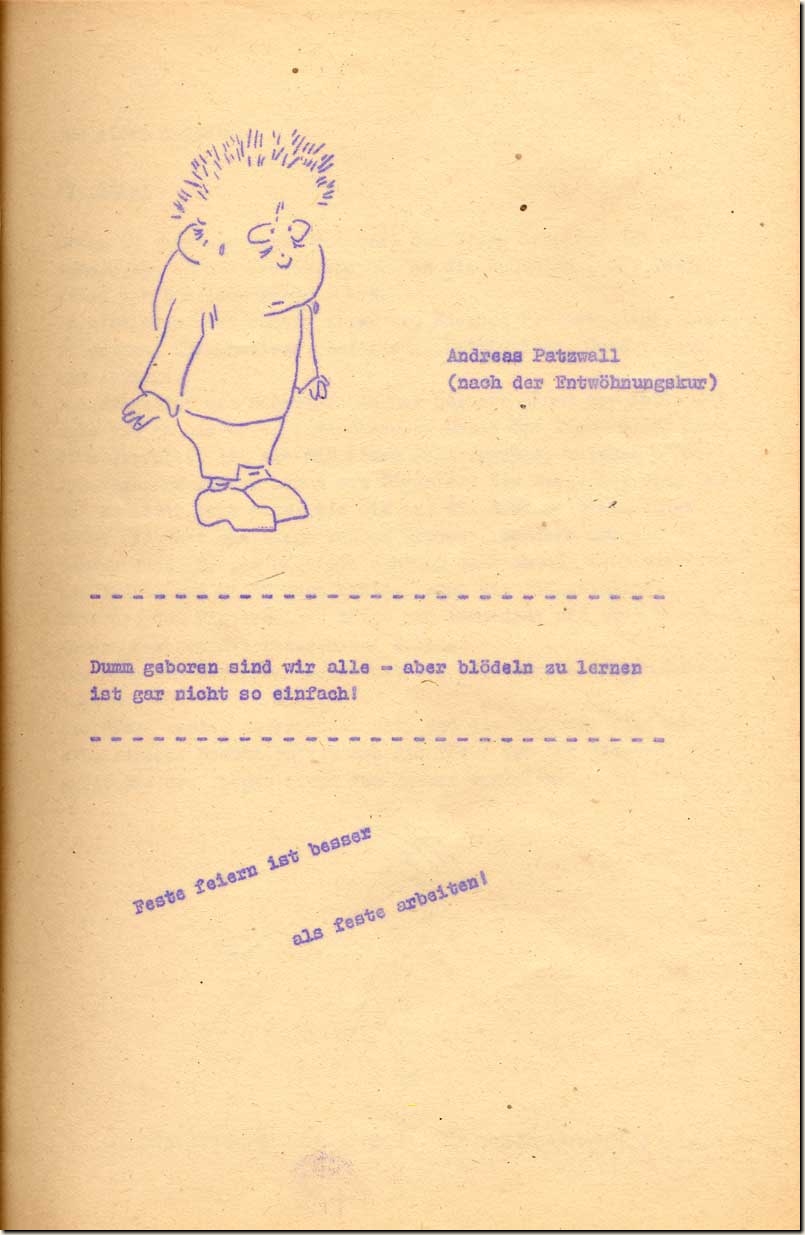 Andreas Patzwall
(nach der Entwöhnungskur)
Dumm geboren sind wir alle - aber blödeln zu lernen
ist gar nicht so einfach!
Feste feiern ist besser
als feste arbeiten!